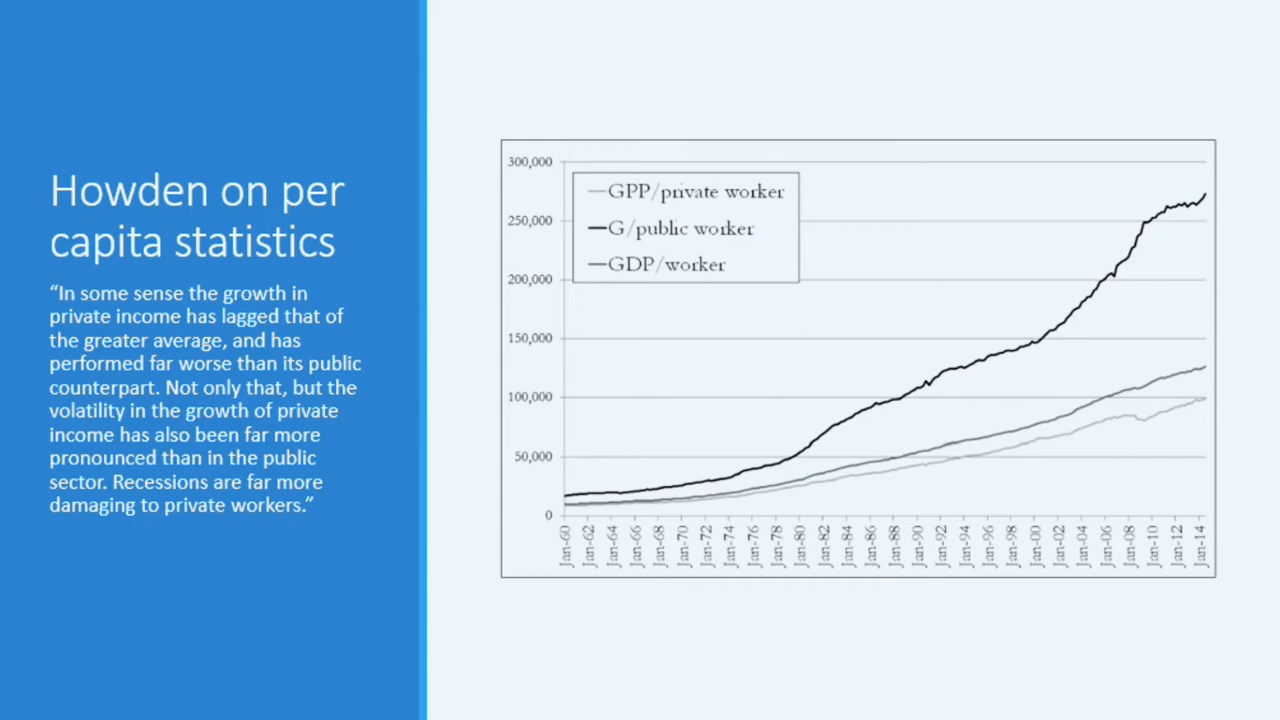 Howden on per
capita statistics
“In some sense the growth in
private income has lagged that of
the greater average, and has
performed far worse than its public
counterpart. Not only that, but the
volatility in the growth of private
income has also been far more
pronounced than in the public
sector. Recessions are far more
damaging to private workers.”
300,000
250,000
200,000
150,000
100,000
50,000
0
GPP/private worker
G/public worker
GDP/worker
Jan-60
Jan-62
Jan-64
Jan-66
Jan-68
Jan-70
Jan-72
Jan-74
Jan-76
Jan-78
Jan-80
Jan-82
Jan-84
Jan-86
Jan-88
Jan-90
Jan-92
Jan-94
Jan-96
Jan-98
Jan-00
Jan-02
Jan-04
Jan-06
Jan-08
Jan-10
Jan-12
Jan-14